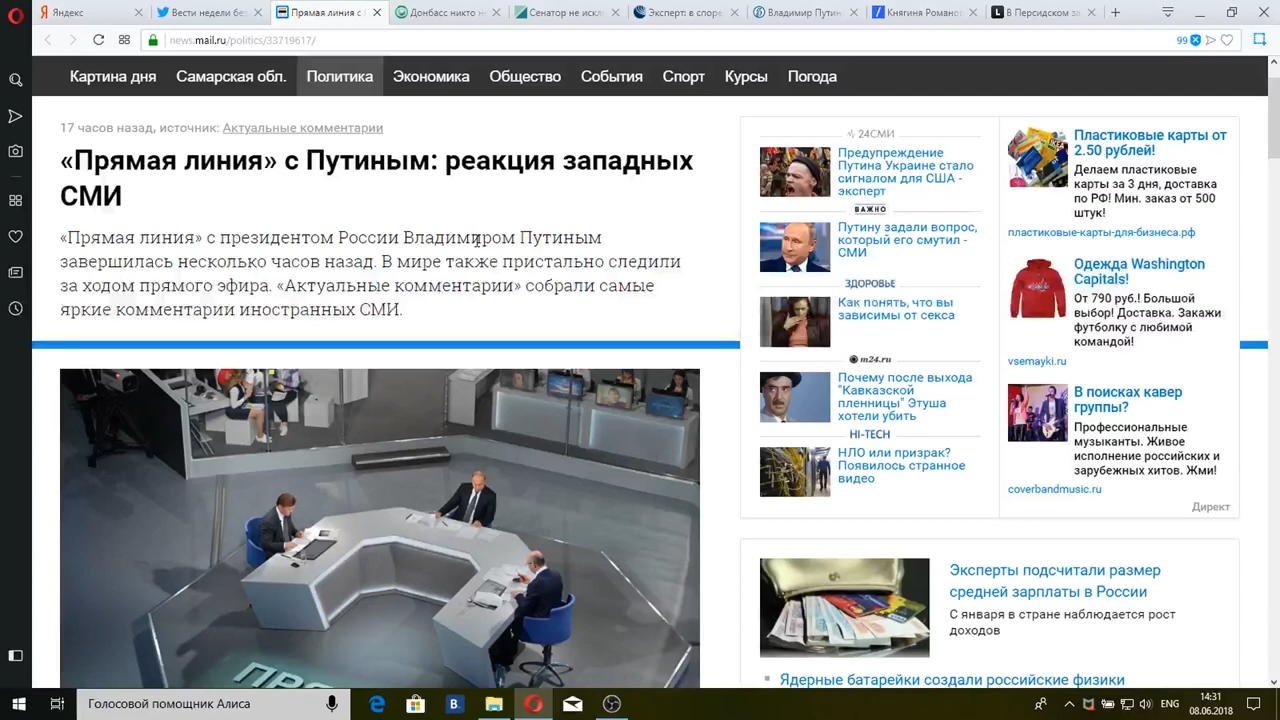 Яндекс
Вести недели без
Прямая линия с
Донбасс никто н
Сенатор не искл
Эксперт: в споре
Владимир Путин
Княгиня Романо
В Персидском за
news.mail.ru/politics/33719617/
99
Картина дня
Самарская обл.
Политика
Экономика
Общество
События
Спорт
Курсы
Погода
17 часов назад, источник: Актуальные комментарии
«Прямая линия» с Путиным: реакция западных
СМИ
«Прямая линия» с президентом России Владимиром Путиным
завершилась несколько часов назад. В мире также пристально следили
за ходом прямого эфира. «Актуальные комментарии» собрали самые
яркие комментарии иностранных СМИ.
ПРО
24СМИ
Предупреждение
Путина Украине стало
сигналом для США -
эксперт
ВАЖНО
Путину задали вопрос,
который его смутил -
СМИ
ЗДОРОВЬЕ
Как понять, что вы
зависимы от секса
m24.ru
Почему после выхода
"Кавказской
пленницы" Этуша
хотели убить
HI-TECH
НЛО или призрак?
Появилось странное
видео
Пластиковые карты от
2.50 рублей!
Делаем пластиковые
карты за 3 дня, доставка
по РФ! Мин. заказ от 500
штук!
пластиковые-карты-для-бизнеса.рф
Одежда Washington
Capitals!
От 790 руб.! Большой
выбор! Доставка. Закажи
футболку с любимой
командой!
vsemayki.ru
В поисках кавер
группы?
Профессиональные
музыканты. Живое
исполнение российских и
зарубежных хитов. Жми!
coverbandmusic.ru
Директ
Эксперты подсчитали размер
средней зарплаты в России
С января в стране наблюдается рост
доходов
Ядерные батарейки создали российские физики
Голосовой помощник Алиса
ENG
14:31
08.06.2018